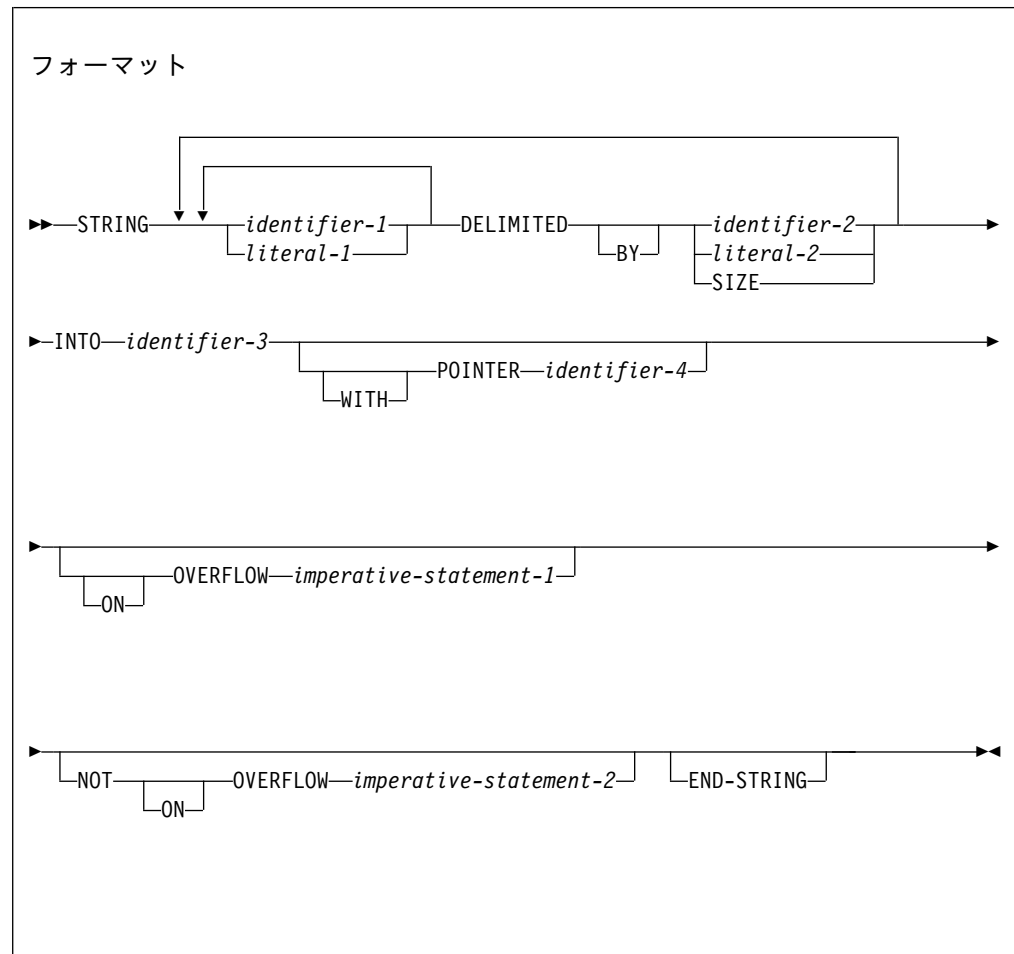 フォーマット
STRING identifier-1 DELIMITED identifier-2
literal-1 BY literal-2
SIZE
INTO identifier-3 POINTER identifier-4
WITH
OVERFLOW imperative-statement-1
ON
NOT OVERFLOW imperative-statement-2 END-STRING
ON